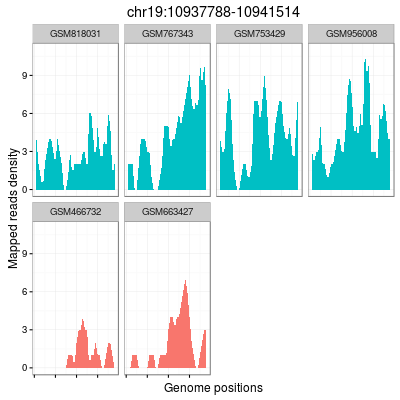 chr19:10937788-10941514
GSM818031 GSM767343 GSM753429 GSM956008
9
6
3
0
GSM466732 GSM663427
9
6
3
0
Mapped reads density
Genome positions